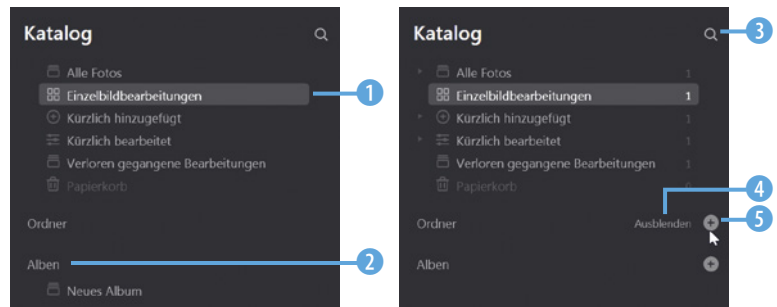 Katalog
Alle Fotos
Einzelbildbearbeitungen
1
Kürzlich hinzugefügt
Kürzlich bearbeitet
Verloren gegangene Bearbeitungen
Papierkorb
Ordner
Alben
2
Neues Album
Katalog
3
Alle Fotos 1
Einzelbildbearbeitungen 1
Kürzlich hinzugefügt 1
Kürzlich bearbeitet 1
Verloren gegangene Bearbeitungen 1
Papierkorb 0
4
Ordner Ausblenden
5
Alben